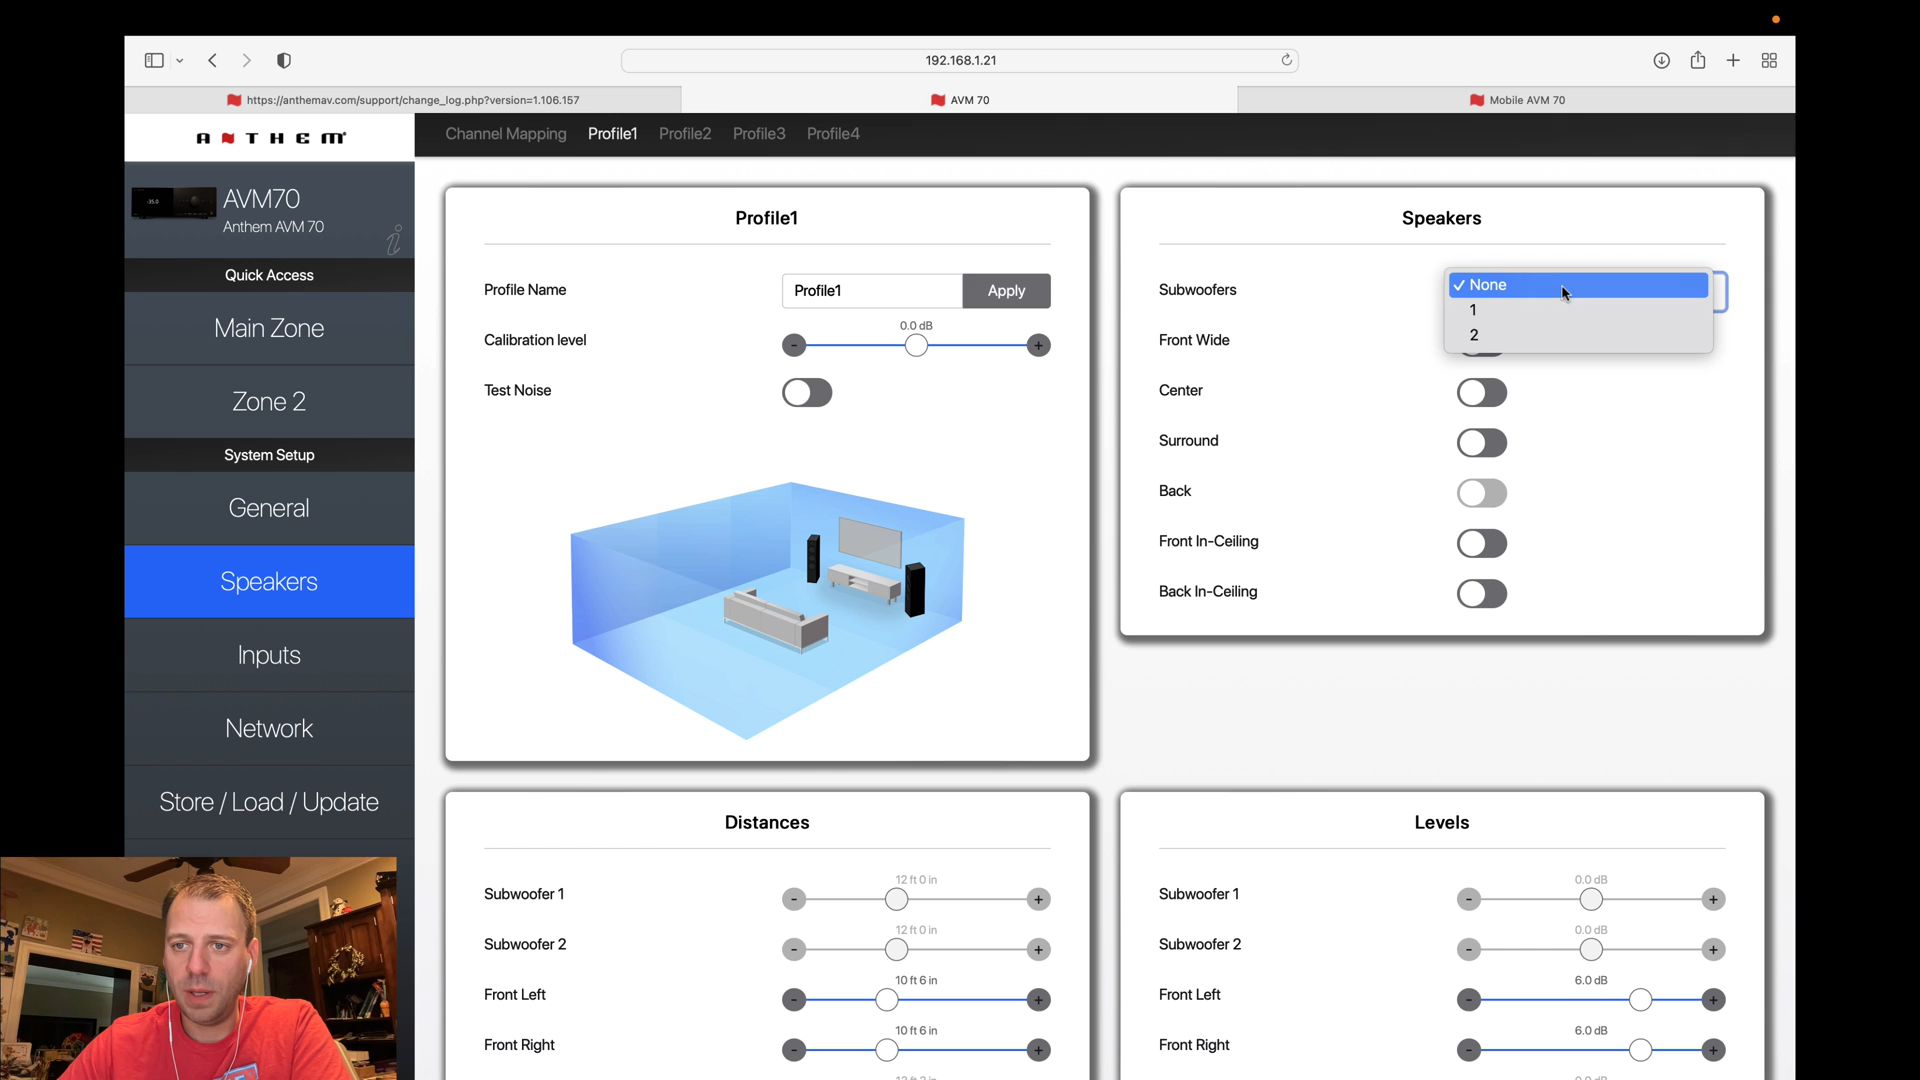 192.168.1.21
https://anthemav.com/support/change_log.php?version=1.106.157
AVM 70
Mobile AVM 70
ANTHEM
Channel Mapping Profile1 Profile2 Profile3 Profile4
-35.0
AVM70
Anthem AVM 70
i
Quick Access
Main Zone
Zone 2
System Setup
General
Speakers
Inputs
Network
Store / Load / Update
Profile1
Profile Name
Profile1
Apply
Calibration level
0.0 dB
- +
Test Noise
Speakers
Subwoofers
✓ None
1
2
Front Wide
Center
Surround
Back
Front In-Ceiling
Back In-Ceiling
Distances
Subwoofer 1
12 ft 0 in
- +
Subwoofer 2
12 ft 0 in
- +
Front Left
10 ft 6 in
- +
Front Right
10 ft 6 in
- +
Levels
Subwoofer 1
0.0 dB
- +
Subwoofer 2
0.0 dB
- +
Front Left
6.0 dB
- +
Front Right
6.0 dB
- +